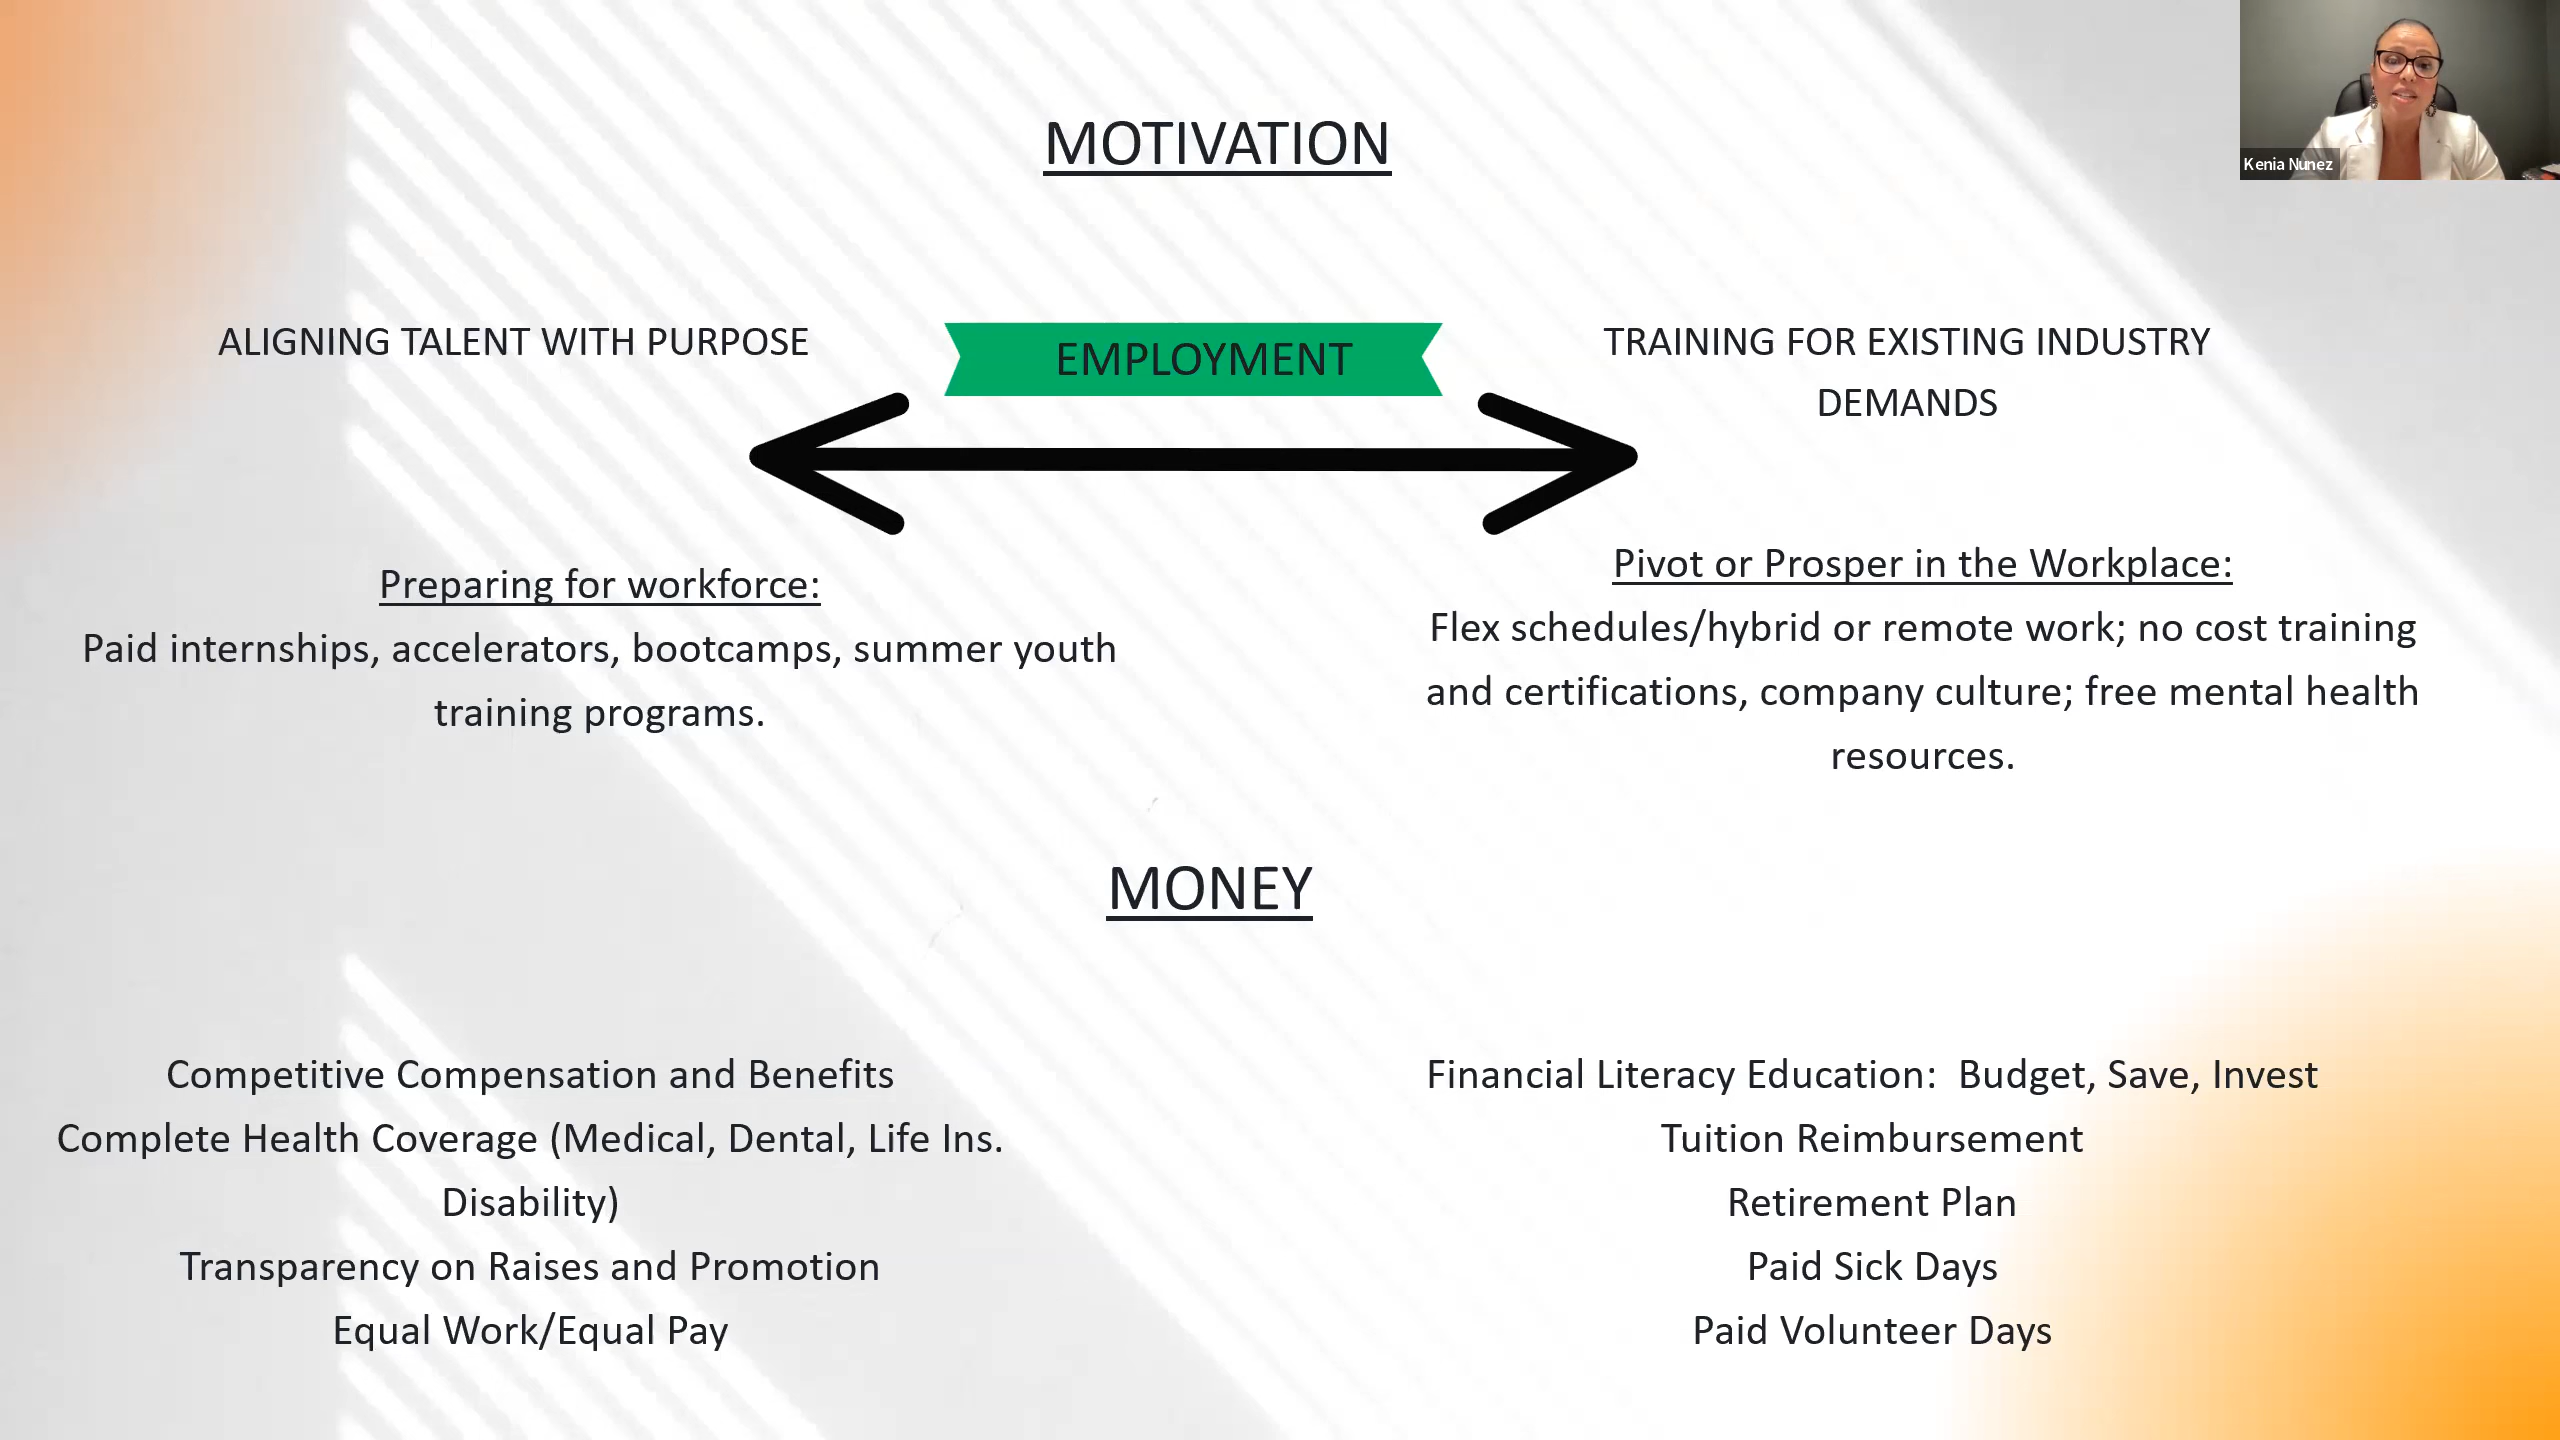 Kenia Nunez
MOTIVATION
ALIGNING TALENT WITH PURPOSE
EMPLOYMENT
TRAINING FOR EXISTING INDUSTRY
DEMANDS
Preparing for workforce:
Paid internships, accelerators, bootcamps, summer youth
training programs.
Pivot or Prosper in the Workplace:
Flex schedules/hybrid or remote work; no cost training
and certifications, company culture; free mental health
resources.
MONEY
Competitive Compensation and Benefits
Complete Health Coverage (Medical, Dental, Life Ins.
Disability)
Transparency on Raises and Promotion
Equal Work/Equal Pay
Financial Literacy Education:  Budget, Save, Invest
Tuition Reimbursement
Retirement Plan
Paid Sick Days
Paid Volunteer Days